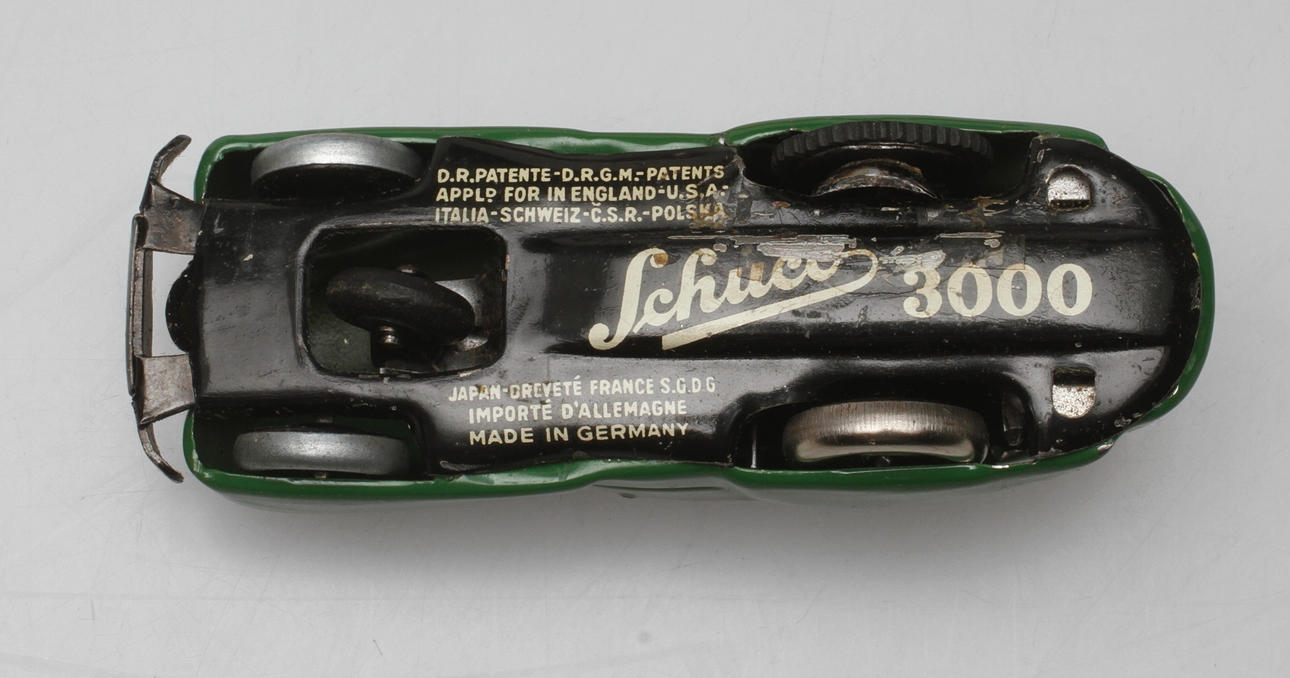 D.R.PATENTE-D.R.G.M.-PATENTS
APPLD FOR IN ENGLAND-U.S.A-
ITALIA-SCHWEIZ-Č.S.R.-POLSKA
Schuco 3000
JAPAN-BREVETÉ FRANCE S.G.D.G
IMPORTÉ D'ALLEMAGNE
MADE IN GERMANY